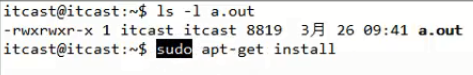 itcast@itcast:~$ ls -l a.out
-rwxrwxr-x 1 itcast itcast 8819  3月 26 09:41 a.out
itcast@itcast:~$ sudo apt-get install